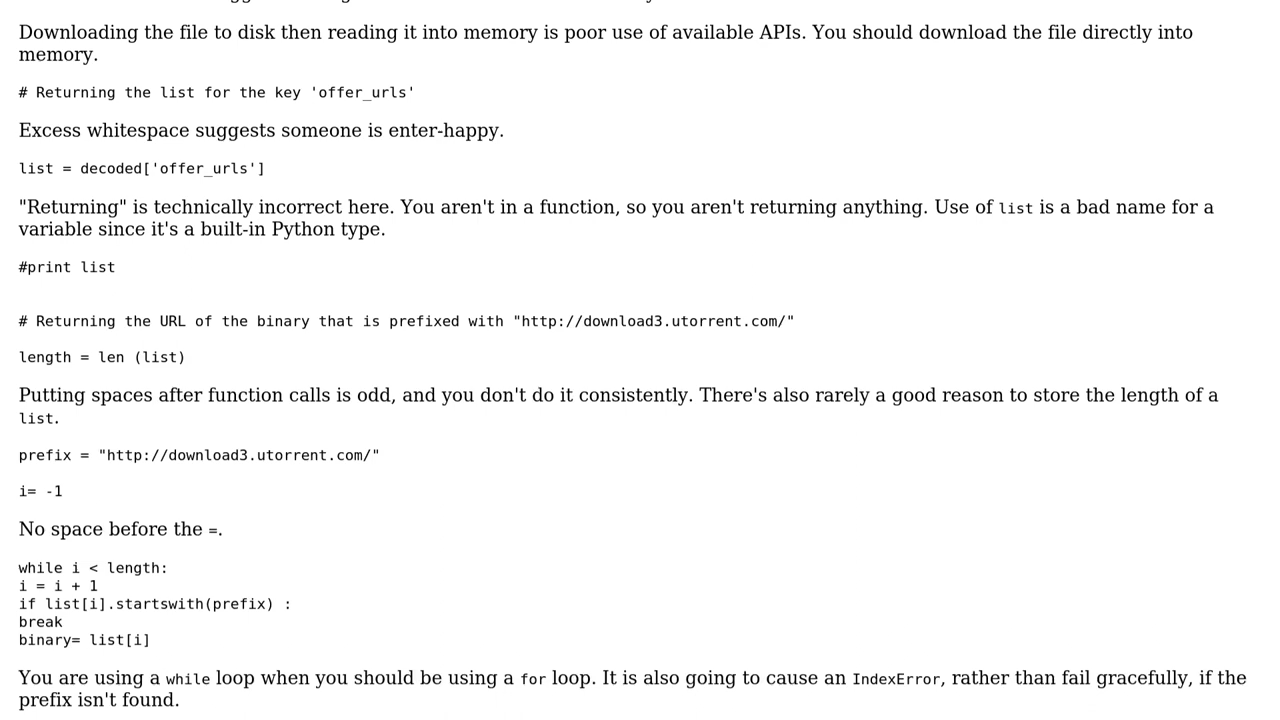 Downloading the file to disk then reading it into memory is poor use of available APIs. You should download the file directly into
memory.
# Returning the list for the key 'offer_urls'
Excess whitespace suggests someone is enter-happy.
list = decoded['offer_urls']
"Returning" is technically incorrect here. You aren't in a function, so you aren't returning anything. Use of list is a bad name for a
variable since it's a built-in Python type.
#print list
# Returning the URL of the binary that is prefixed with "http://download3.utorrent.com/"
length = len (list)
Putting spaces after function calls is odd, and you don't do it consistently. There's also rarely a good reason to store the length of a
list.
prefix = "http://download3.utorrent.com/"
i= -1
No space before the =.
while i < length:
i = i + 1
if list[i].startswith(prefix) :
break
binary= list[i]
You are using a while loop when you should be using a for loop. It is also going to cause an IndexError, rather than fail gracefully, if the
prefix isn't found.